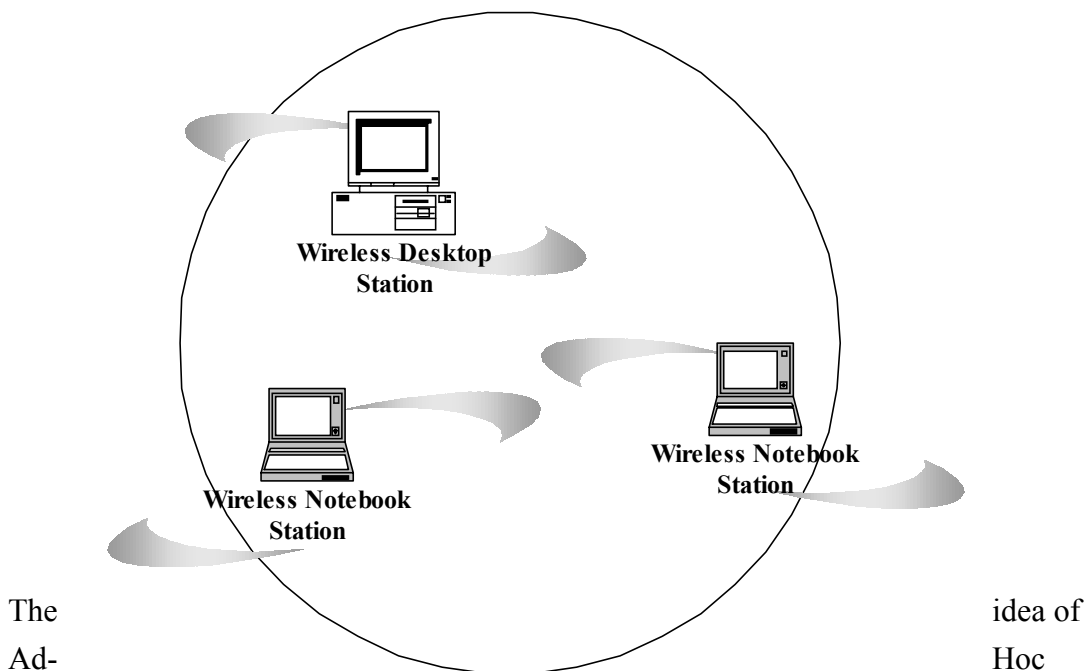 Wireless Desktop
Station
Wireless Notebook
Station
Wireless Notebook
Station
The idea of
Ad- Hoc